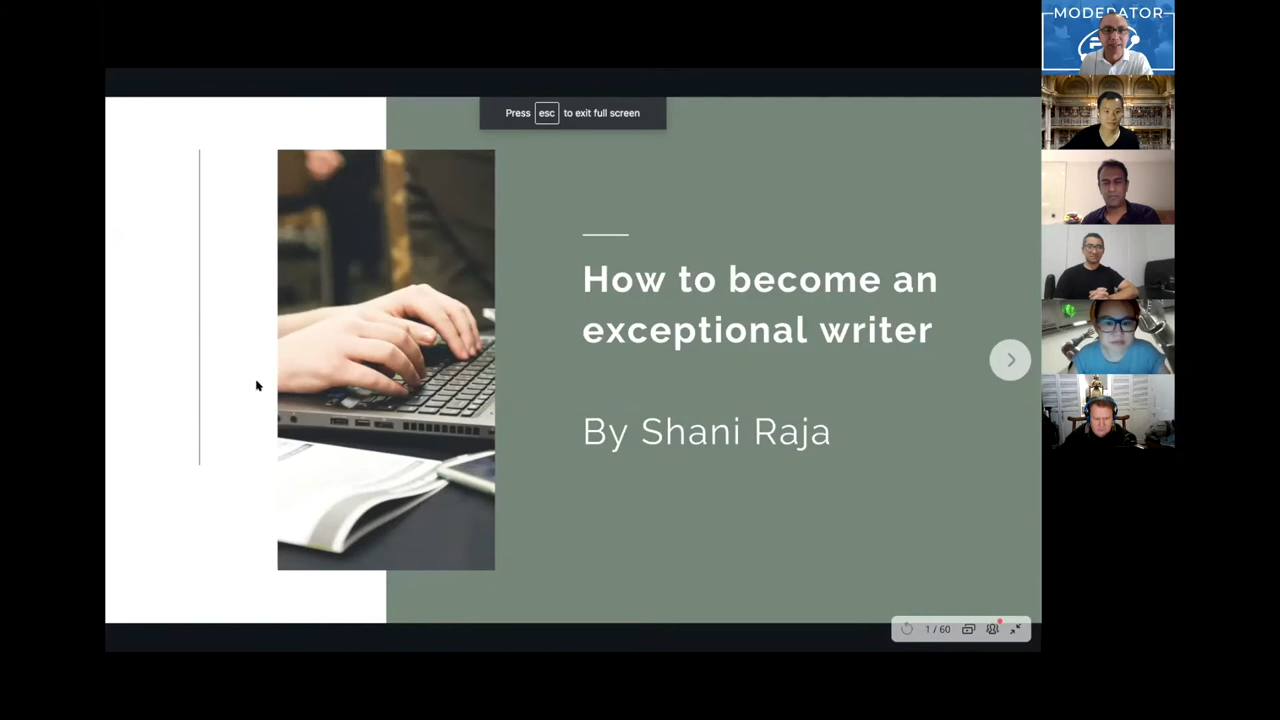 MODERATOR
Press esc to exit full screen
How to become an
exceptional writer
By Shani Raja
1 / 60